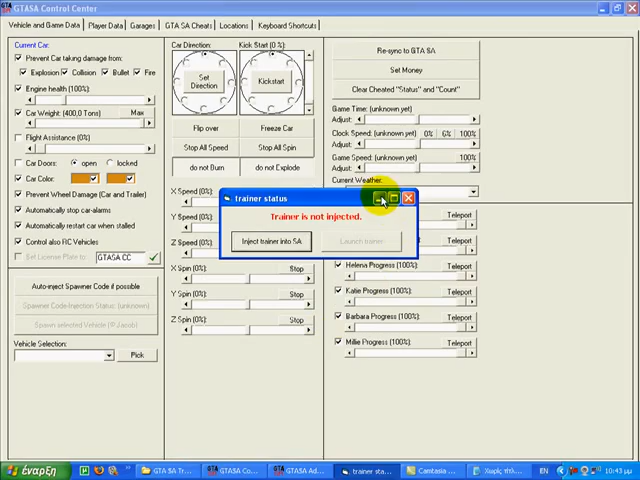 GTASA Control Center
Vehicle and Game Data
Player Data
Garages
GTA SA Cheats
Locations
Keyboard Shortcuts
Current Car:
Prevent Car taking damage from:
Explosion
Collision
Bullet
Fire
Engine health (100%):
Car Weight: (400,0 Tons)
Max
Flight Assistance (0%)
Car Doors:
open
locked
Car Color:
Prevent Wheel Damage (Car and Trailer)
Automatically stop car-alarms
Automatically restart car when stalled
Control also RC Vehicles
Set License Plate to:
GTASA CC
Auto-inject Spawner Code if possible
Spawner Code-Injection Status: (unknown)
Spawn selected Vehicle (® Jacob)
Vehicle Selection:
Pick
Car Direction:
Kick Start (0 %):
Set
Direction
Kickstart
Flip over
Freeze Car
Stop All Speed
Stop All Spin
do not Burn
do not Explode
X Speed (0%):
Y Speed (0%):
Z Speed (0%):
X Spin (0%):
Stop
Y Spin (0%):
Stop
Z Spin (0%):
Stop
Re-sync to GTA SA
Set Money
Clear Cheated "Status" and "Count"
Game Time: (unknown yet)
Adjust:
Clock Speed: (unknown yet)
0%
6%
100%
Adjust:
Game Speed: (unknown yet)
100%
Adjust:
Current Weather:
trainer status
Trainer is not injected.
Inject trainer into SA
Launch trainer
Teleport
Teleport
Helena Progress (100%)
Teleport
Katie Progress (100%)
Teleport
Barbara Progress (100%)
Teleport
Millie Progress (100%)
Teleport
έναρξη
GTA SA Tr...
GTASA Co...
GTASA Ad...
trainer sta...
Camtasia ...
Χωρίς τίτλ...
EN
10:43 μμ